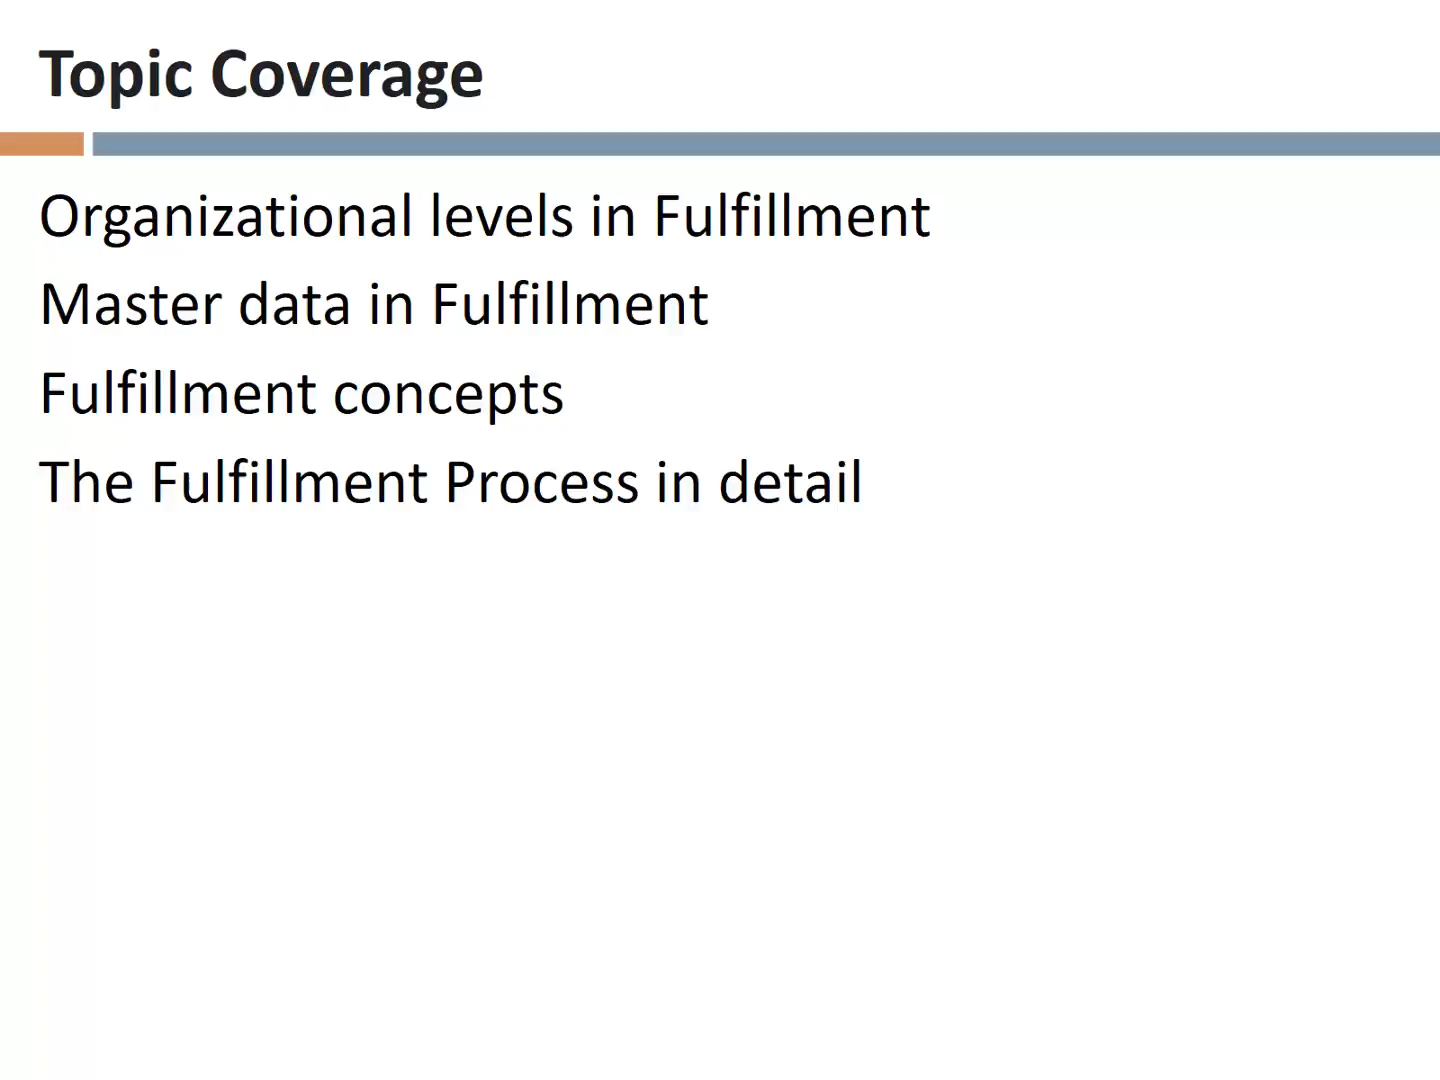 Topic Coverage
Organizational levels in Fulfillment
Master data in Fulfillment
Fulfillment concepts
The Fulfillment Process in detail